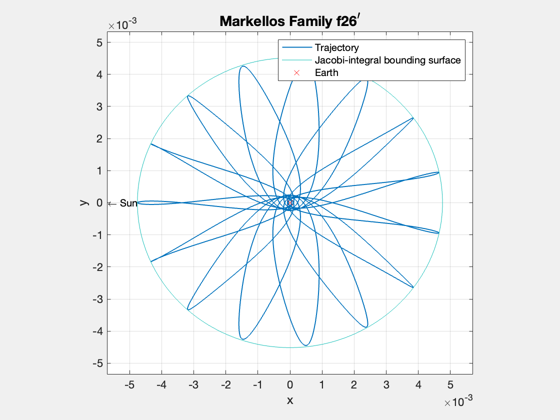 Markellos Family f26′
×10⁻³
5
4
3
2
1
0
-1
-2
-3
-4
-5
y
← Sun
Trajectory
Jacobi-integral bounding surface
Earth
-5 -4 -3 -2 -1 0 1 2 3 4 5
x
×10⁻³